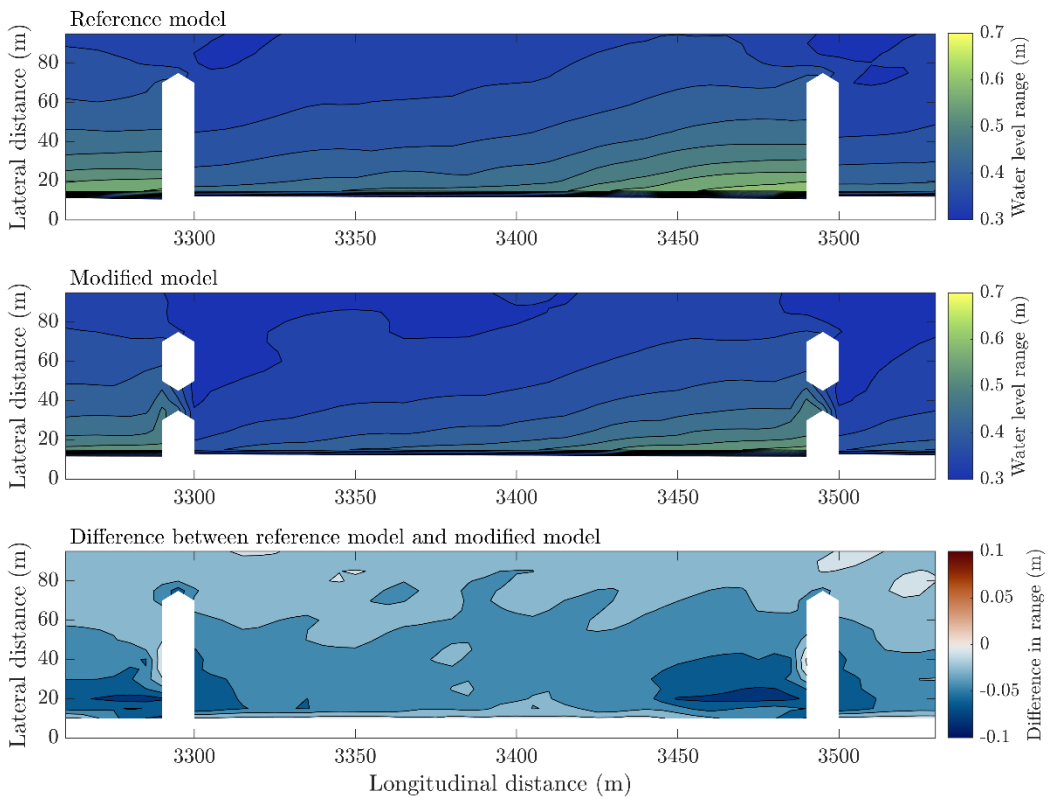 Reference model
Lateral distance (m)
80
60
40
20
0
3300 3350 3400 3450 3500
0.7
0.6
0.5
0.4
0.3
Water level range (m)
Modified model
Lateral distance (m)
80
60
40
20
0
3300 3350 3400 3450 3500
0.7
0.6
0.5
0.4
0.3
Water level range (m)
Difference between reference model and modified model
Lateral distance (m)
80
60
40
20
0
3300 3350 3400 3450 3500
Longitudinal distance (m)
0.1
0.05
0
-0.05
-0.1
Difference in range (m)